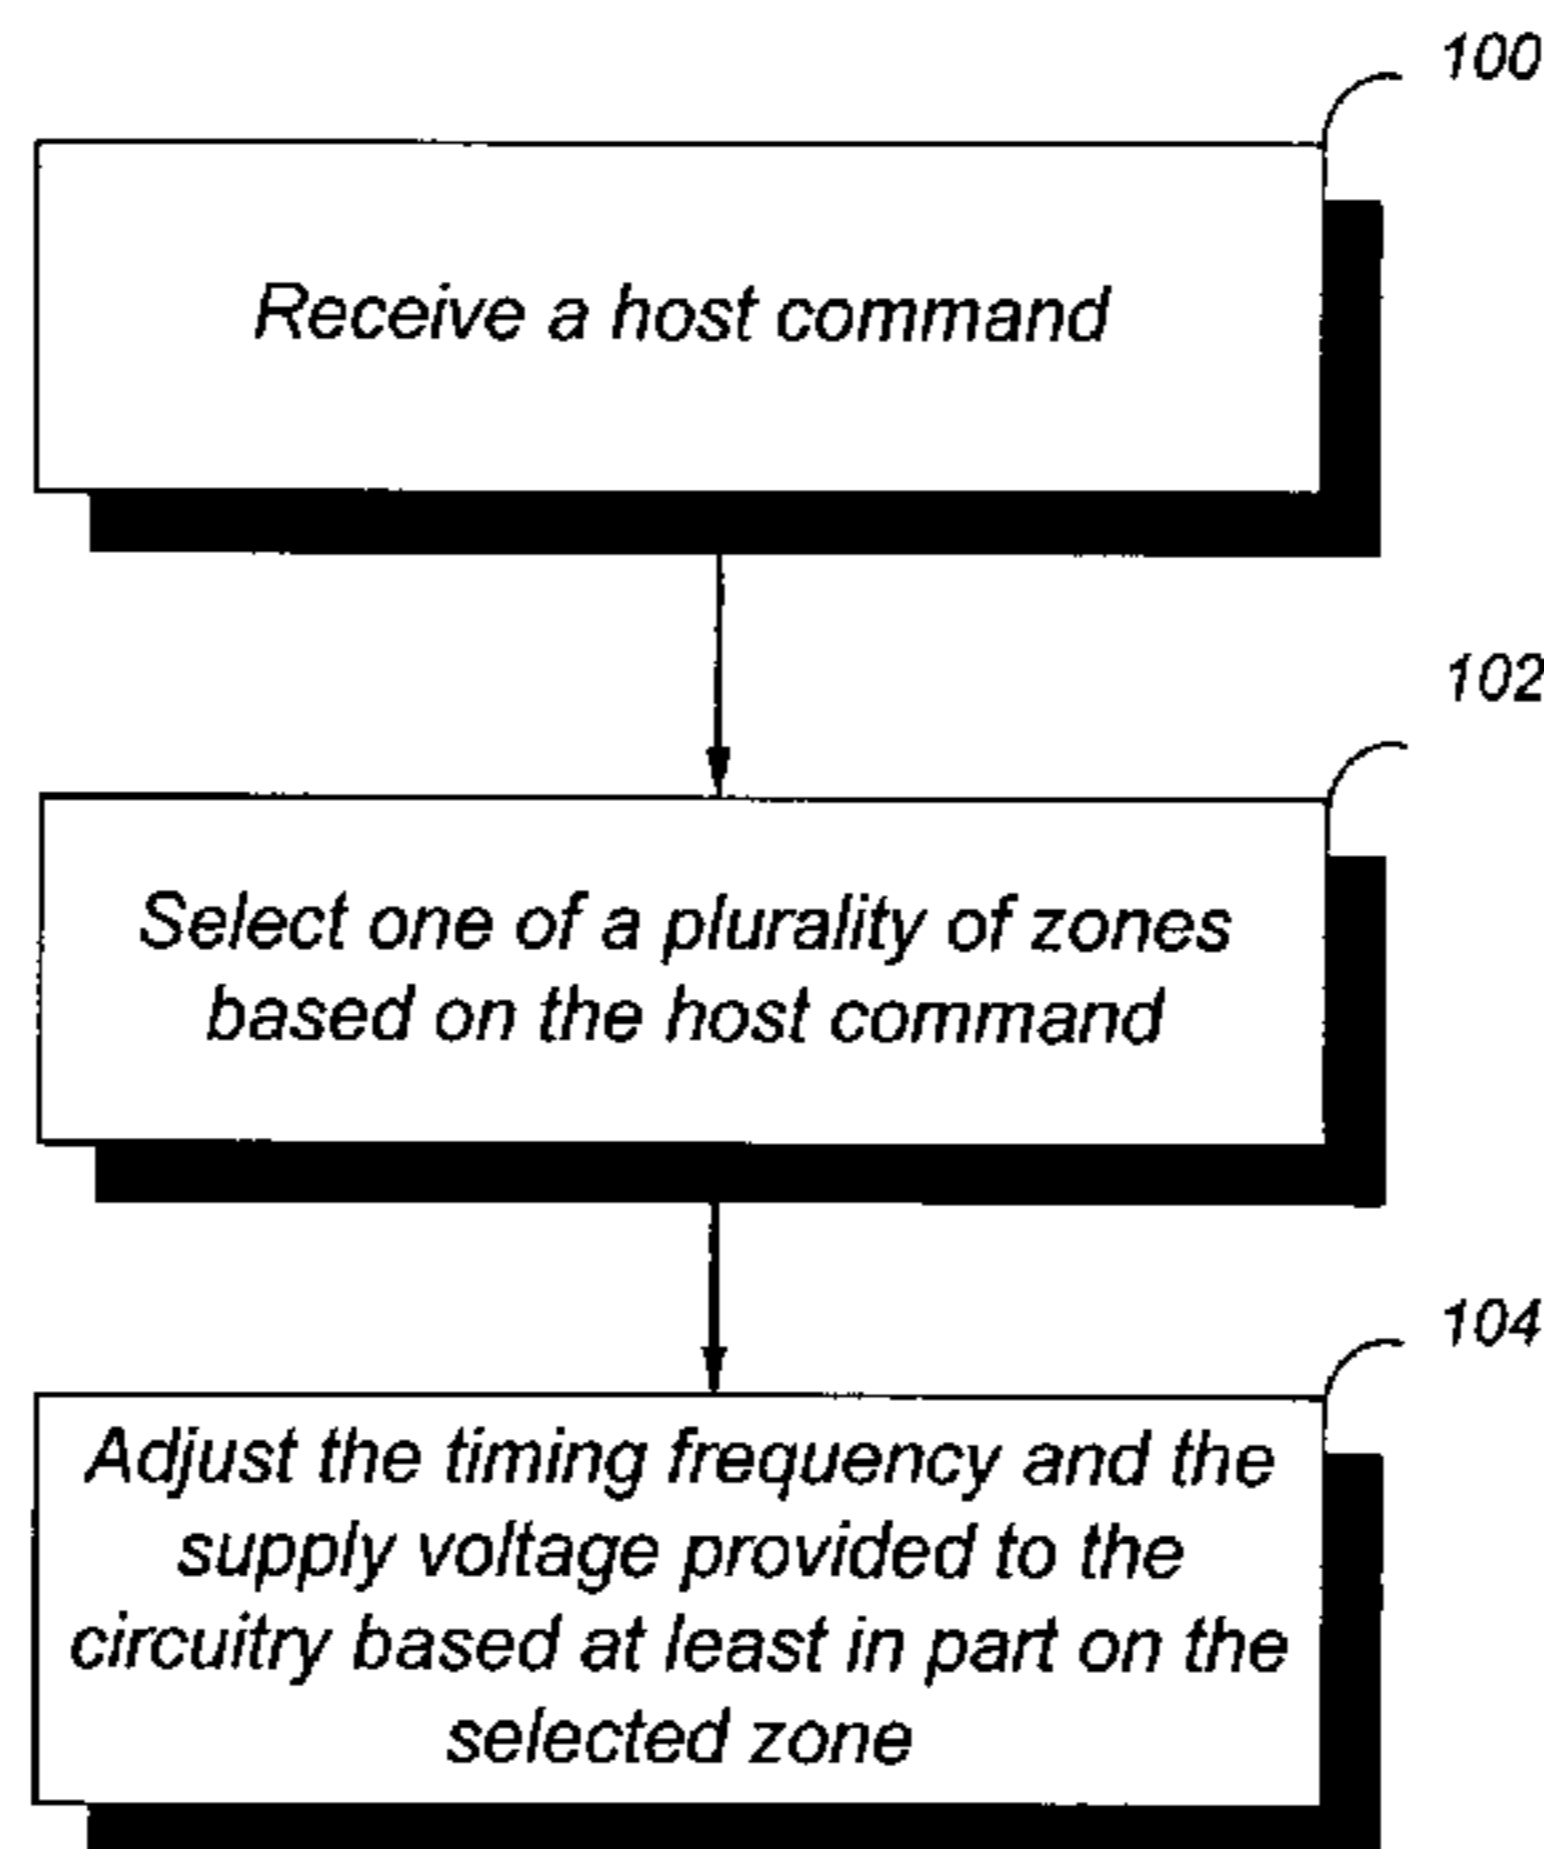 100
Receive a host command
102
Select one of a plurality of zones
based on the host command
104
Adjust the timing frequency and the
supply voltage provided to the
circuitry based at least in part on the
selected zone